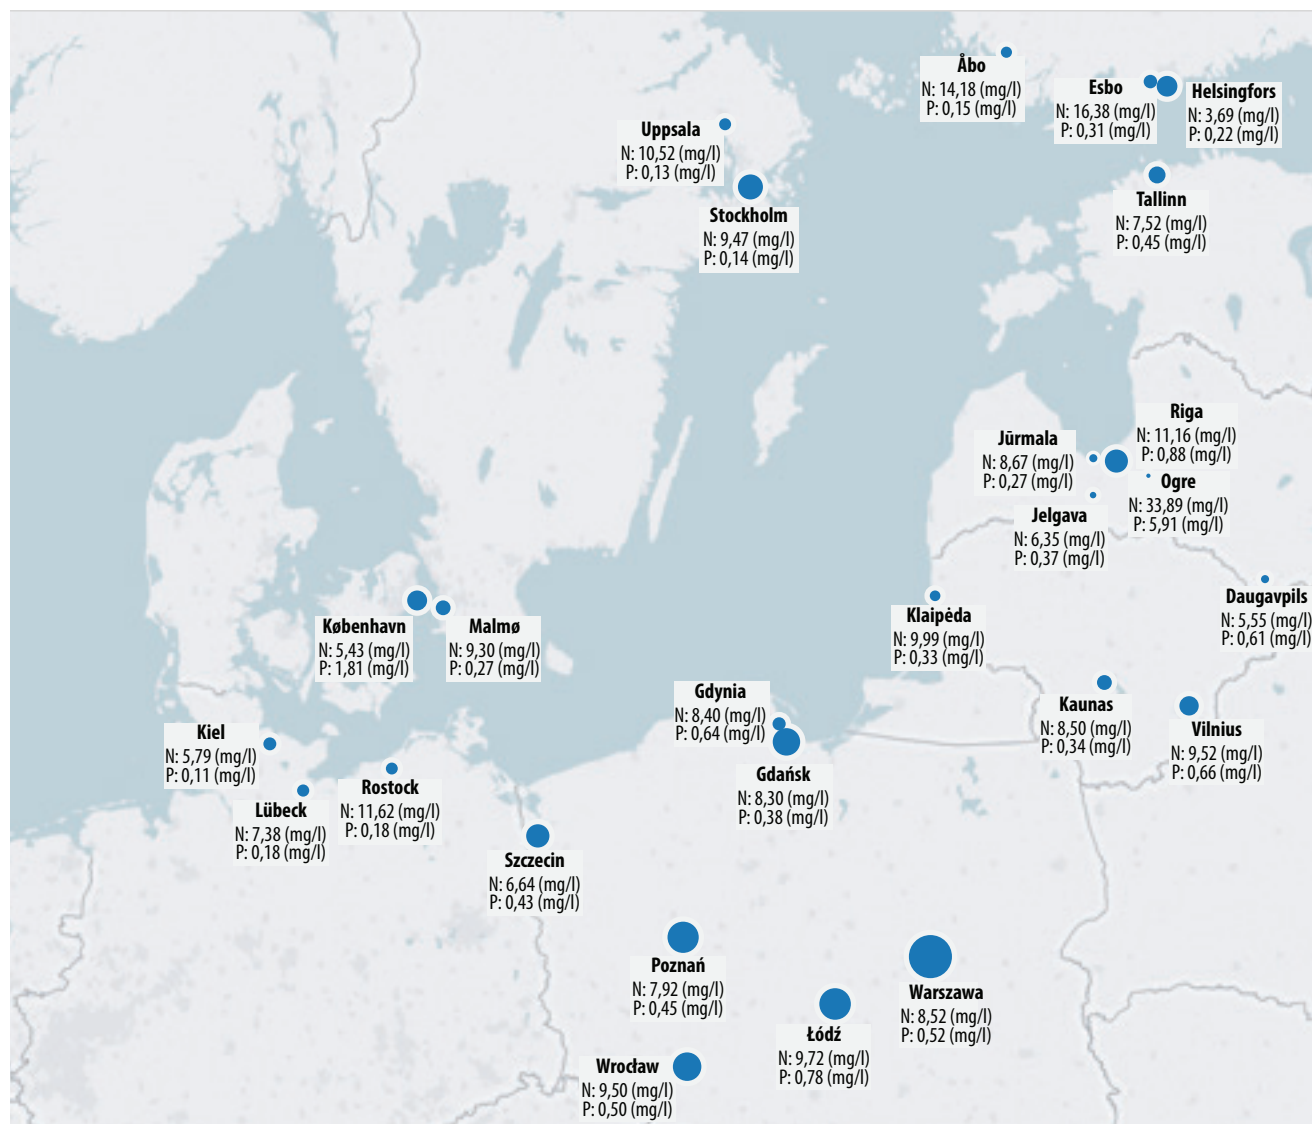 Åbo
N: 14,18 (mg/l)
P: 0,15 (mg/l)
Esbo
N: 16,38 (mg/l)
P: 0,31 (mg/l)
Helsingfors
N: 3,69 (mg/l)
P: 0,22 (mg/l)
Uppsala
N: 10,52 (mg/l)
P: 0,13 (mg/l)
Stockholm
N: 9,47 (mg/l)
P: 0,14 (mg/l)
Tallinn
N: 7,52 (mg/l)
P: 0,45 (mg/l)
Riga
N: 11,16 (mg/l)
P: 0,88 (mg/l)
Jūrmala
N: 8,67 (mg/l)
P: 0,27 (mg/l)
Ogre
N: 33,89 (mg/l)
P: 5,91 (mg/l)
Jelgava
N: 6,35 (mg/l)
P: 0,37 (mg/l)
Daugavpils
N: 5,55 (mg/l)
P: 0,61 (mg/l)
Klaipėda
N: 9,99 (mg/l)
P: 0,33 (mg/l)
København
N: 5,43 (mg/l)
P: 1,81 (mg/l)
Malmø
N: 9,30 (mg/l)
P: 0,27 (mg/l)
Gdynia
N: 8,40 (mg/l)
P: 0,64 (mg/l)
Kaunas
N: 8,50 (mg/l)
P: 0,34 (mg/l)
Vilnius
N: 9,52 (mg/l)
P: 0,66 (mg/l)
Kiel
N: 5,79 (mg/l)
P: 0,11 (mg/l)
Gdańsk
N: 8,30 (mg/l)
P: 0,38 (mg/l)
Rostock
N: 11,62 (mg/l)
P: 0,18 (mg/l)
Lübeck
N: 7,38 (mg/l)
P: 0,18 (mg/l)
Szczecin
N: 6,64 (mg/l)
P: 0,43 (mg/l)
Poznań
N: 7,92 (mg/l)
P: 0,45 (mg/l)
Warszawa
N: 8,52 (mg/l)
P: 0,52 (mg/l)
Łódź
N: 9,72 (mg/l)
P: 0,78 (mg/l)
Wrocław
N: 9,50 (mg/l)
P: 0,50 (mg/l)